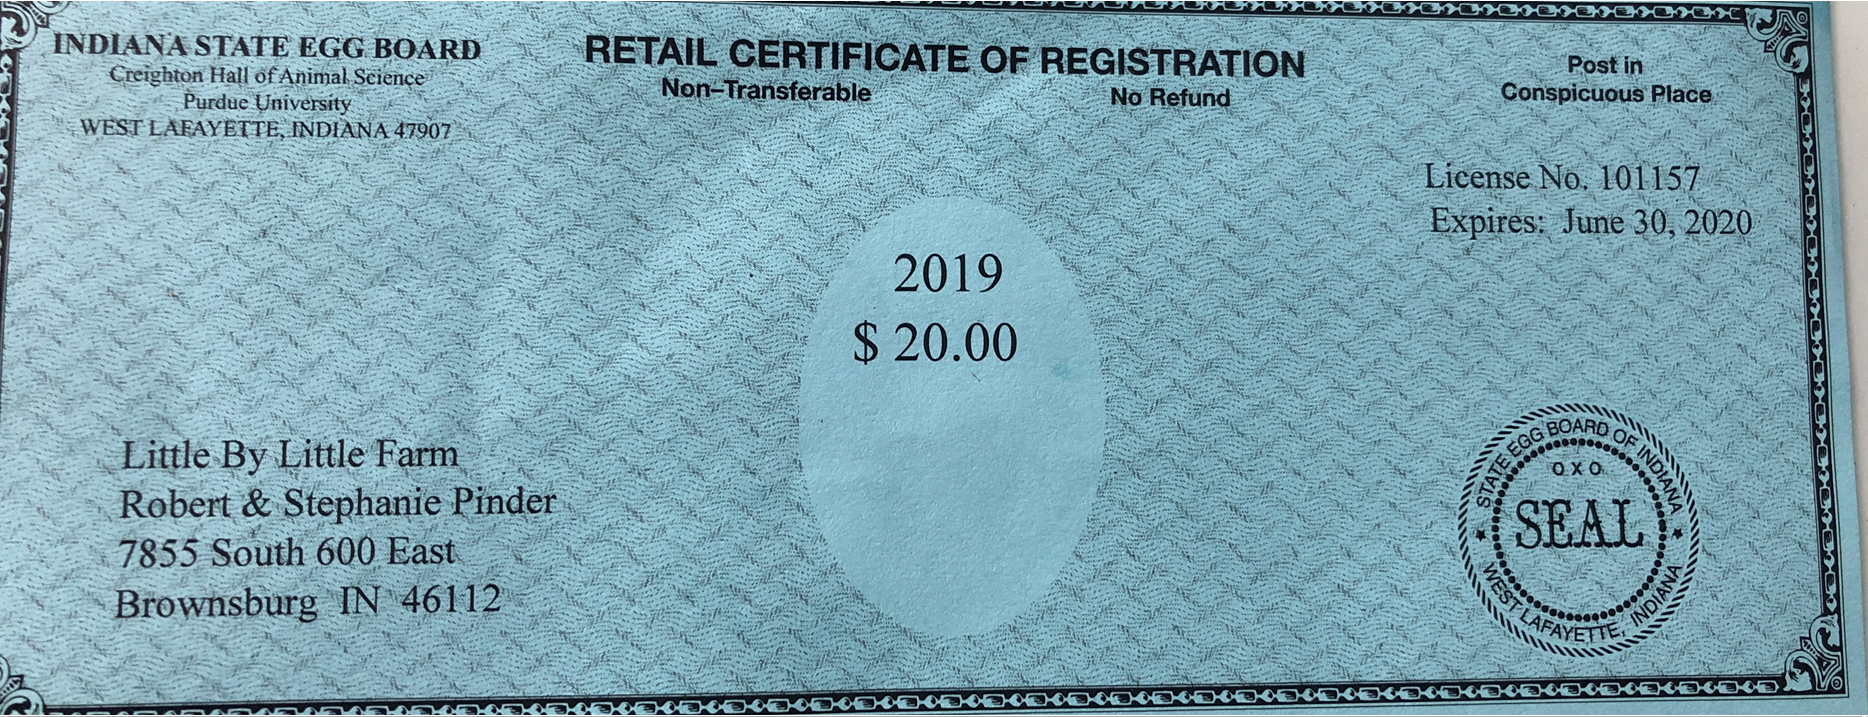 INDIANA STATE EGG BOARD
Creighton Hall of Animal Science
Purdue University
WEST LAFAYETTE, INDIANA 47907
RETAIL CERTIFICATE OF REGISTRATION
Non-Transferable
No Refund
Post in
Conspicuous Place
License No. 101157
Expires: June 30, 2020
2019
$ 20.00
Little By Little Farm
Robert & Stephanie Pinder
7855 South 600 East
Brownsburg IN 46112
STATE EGG BOARD OF INDIANA
OXO
SEAL
WEST LAFAYETTE, INDIANA